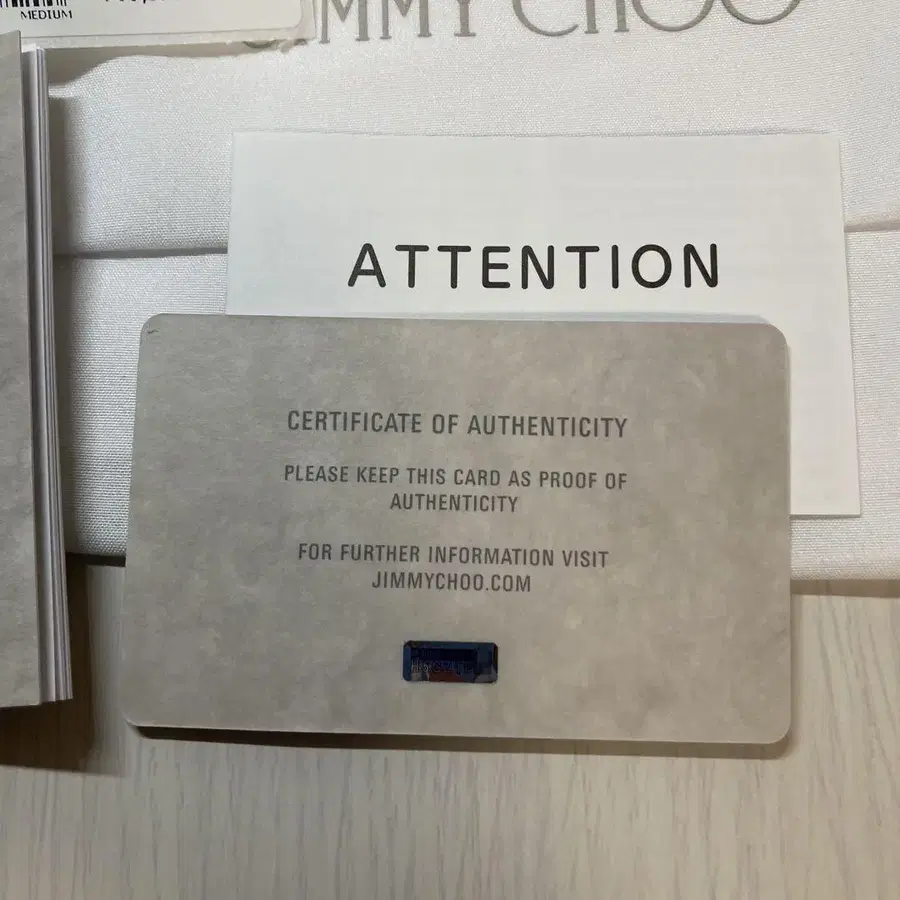 MEDIUM
JIMMY CHOO
ATTENTION
CERTIFICATE OF AUTHENTICITY
PLEASE KEEP THIS CARD AS PROOF OF
AUTHENTICITY
FOR FURTHER INFORMATION VISIT
JIMMYCHOO.COM